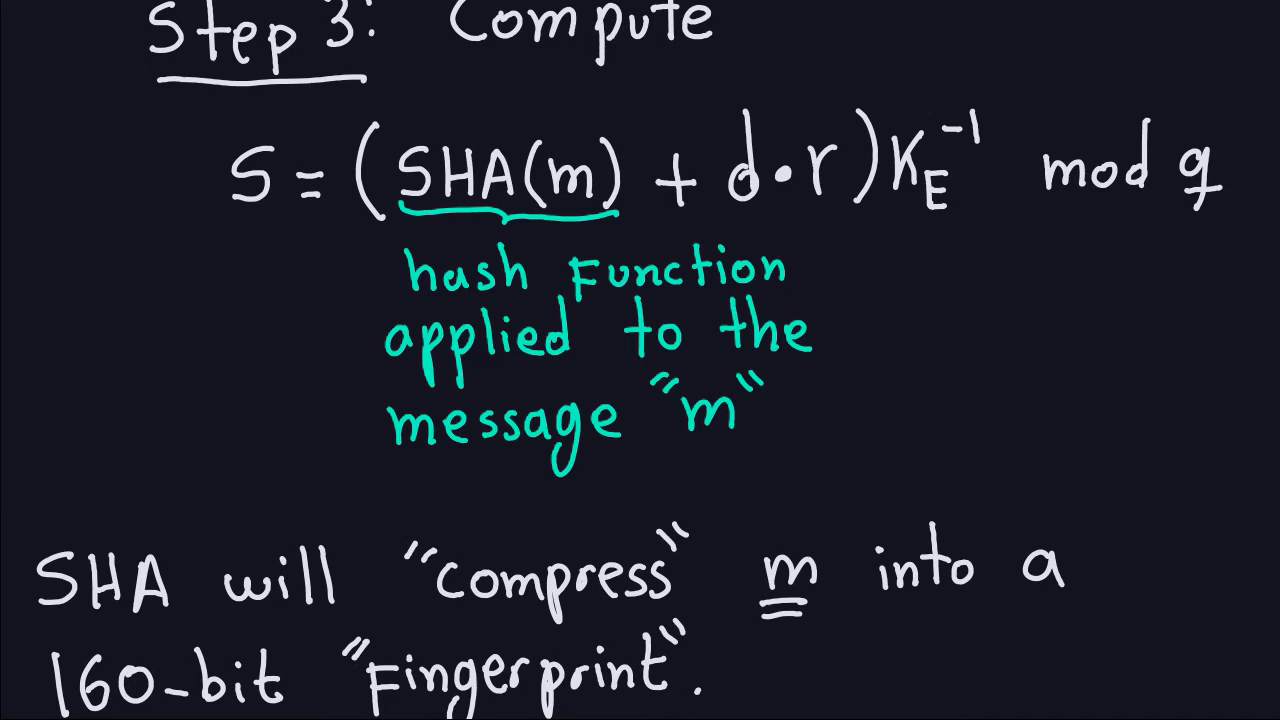 Step 3: Compute
S = (SHA(m) + d•r)K_E^-1 mod q
hash Function
applied to the
message "m"
SHA will "compress" m into a
160-bit "Fingerprint".